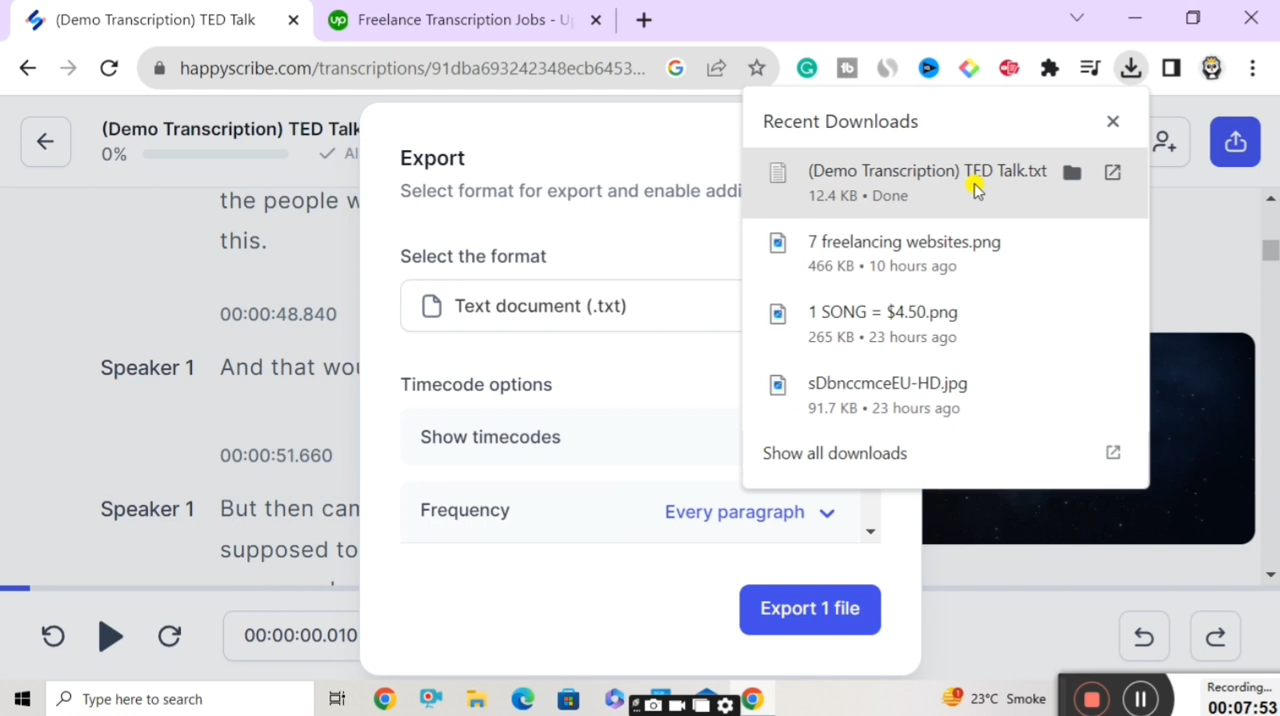 (Demo Transcription) TED Talk
Freelance Transcription Jobs - U
happyscribe.com/transcriptions/91dba693242348ecb6453...
(Demo Transcription) TED Talk
0%
AI
the people w
this.
00:00:48.840
Speaker 1 And that wou
00:00:51.660
Speaker 1 But then can
supposed to
00:00:00.010
Export
Select format for export and enable addi
Select the format
Text document (.txt)
Timecode options
Show timecodes
Frequency Every paragraph
Export 1 file
Recent Downloads
(Demo Transcription) TED Talk.txt
12.4 KB • Done
7 freelancing websites.png
466 KB • 10 hours ago
1 SONG = $4.50.png
265 KB • 23 hours ago
sDbnccmceEU-HD.jpg
91.7 KB • 23 hours ago
Show all downloads
Type here to search
23°C Smoke
Recording...
00:07:53